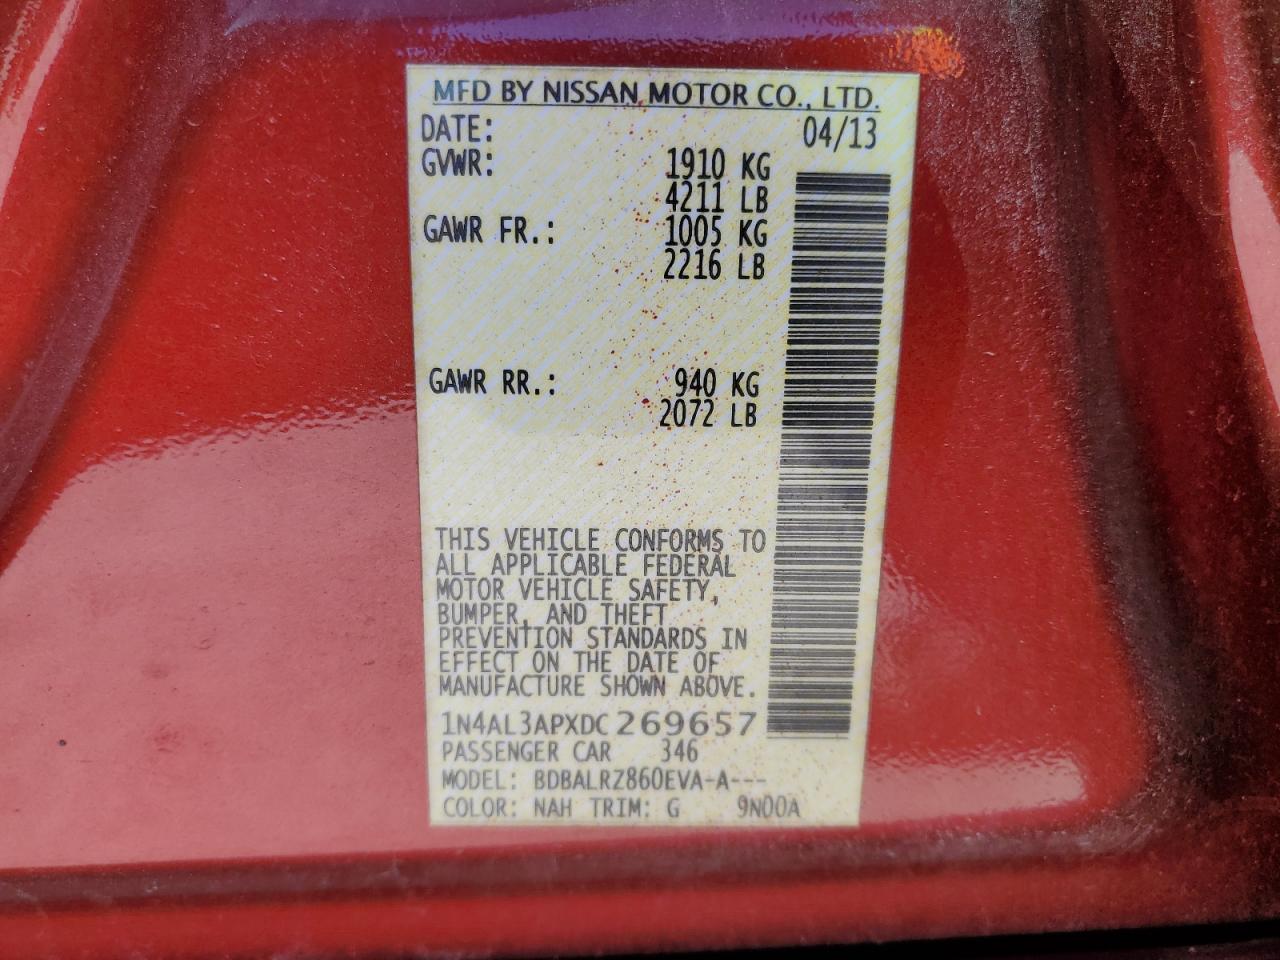 MFD BY NISSAN MOTOR CO., LTD.
DATE: 04/13
GVWR: 1910 KG
4211 LB
GAWR FR.: 1005 KG
2216 LB
GAWR RR.: 940 KG
2072 LB
THIS VEHICLE CONFORMS TO
ALL APPLICABLE FEDERAL
MOTOR VEHICLE SAFETY,
BUMPER, AND THEFT
PREVENTION STANDARDS IN
EFFECT ON THE DATE OF
MANUFACTURE SHOWN ABOVE.
1N4AL3APXDC269657
PASSENGER CAR 346
MODEL: BDBALRZ860EVA-A---
COLOR: NAH TRIM: G 9N00A